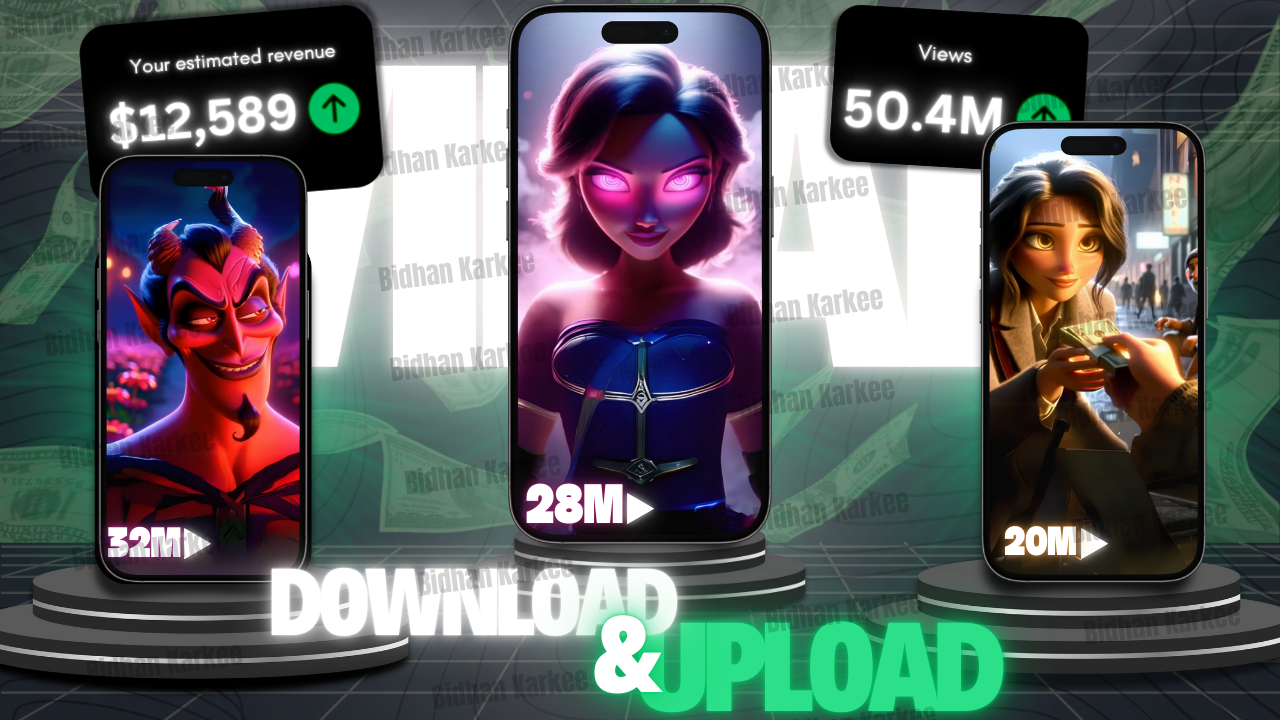 Your estimated revenue
$12,589
Views
50.4M
32M
28M
20M
DOWNLOAD
&
UPLOAD
Bidhan Karkee